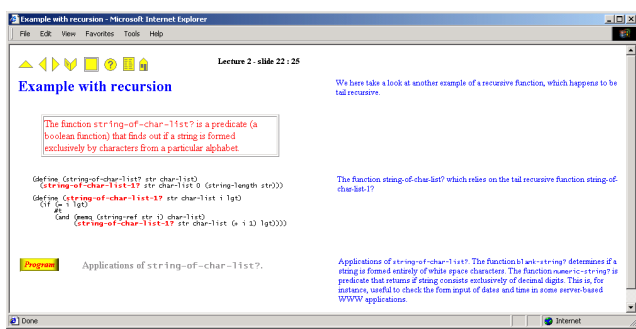 Example with recursion - Microsoft Internet Explorer
File Edit View Favorites Tools Help
Lecture 2 - slide 22 : 25
Example with recursion
We here take a look at another example of a recursive function, which happens to be
tail recursive.
The function string-of-char-list? is a predicate (a
boolean function) that finds out if a string is formed
exclusively by characters from a particular alphabet.
(define (string-of-char-list? str char-list)
(string-of-char-list-1? str char-list 0 (string-length str)))
(define (string-of-char-list-1? str char-list i lgt)
(if (= i lgt)
#t
(and (memq (string-ref str i) char-list)
(string-of-char-list-1? str char-list (+ i 1) lgt))))
The function string-of-char-list? which relies on the tail recursive function string-of-
char-list-1?
Program
Applications of string-of-char-list?.
Applications of string-of-char-list?. The function blank-string? determines if a
string is formed entirely of white space characters. The function numeric-string? is
predicate that returns if string consists exclusively of decimal digits. This is, for
instance, useful to check the form input of dates and time in some server-based
WWW applications.
Done
Internet